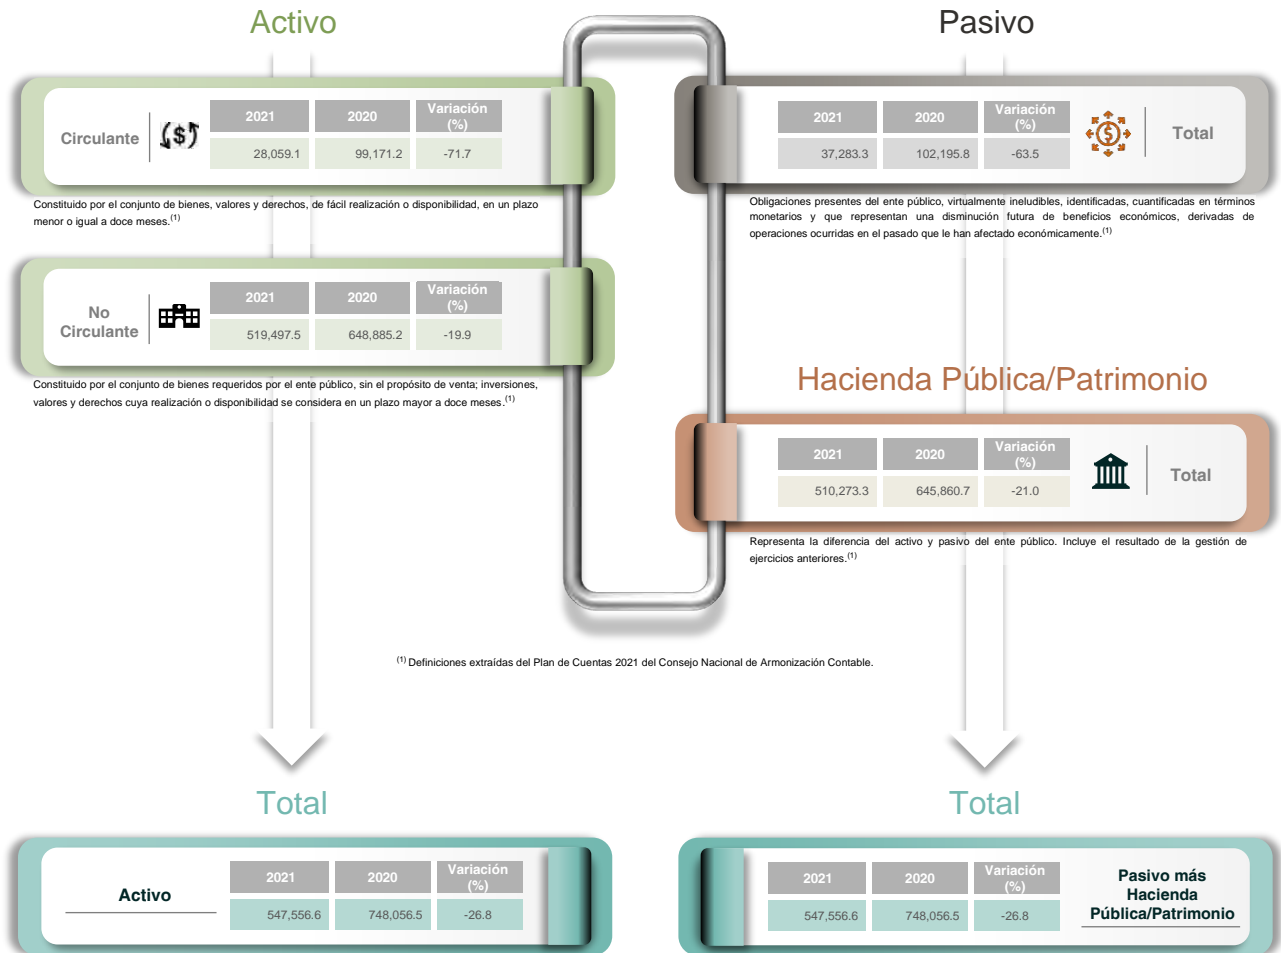 Activo
Circulante
2021 2020 Variación (%)
28,059.1 99,171.2 -71.7
Constituido por el conjunto de bienes, valores y derechos, de fácil realización o disponibilidad, en un plazo
menor o igual a doce meses.(1)
No
Circulante
2021 2020 Variación (%)
519,497.5 648,885.2 -19.9
Constituido por el conjunto de bienes requeridos por el ente público, sin el propósito de venta; inversiones,
valores y derechos cuya realización o disponibilidad se considera en un plazo mayor a doce meses.(1)
Pasivo
2021 2020 Variación (%)
37,283.3 102,195.8 -63.5
Total
Obligaciones presentes del ente público, virtualmente ineludibles, identificadas, cuantificadas en términos
monetarios y que representan una disminución futura de beneficios económicos, derivadas de
operaciones ocurridas en el pasado que le han afectado económicamente.(1)
Hacienda Pública/Patrimonio
2021 2020 Variación (%)
510,273.3 645,860.7 -21.0
Total
Representa la diferencia del activo y pasivo del ente público. Incluye el resultado de la gestión de
ejercicios anteriores.(1)
(1) Definiciones extraídas del Plan de Cuentas 2021 del Consejo Nacional de Armonización Contable.
Total
Activo
2021 2020 Variación (%)
547,556.6 748,056.5 -26.8
Total
2021 2020 Variación (%)
547,556.6 748,056.5 -26.8
Pasivo más
Hacienda
Pública/Patrimonio